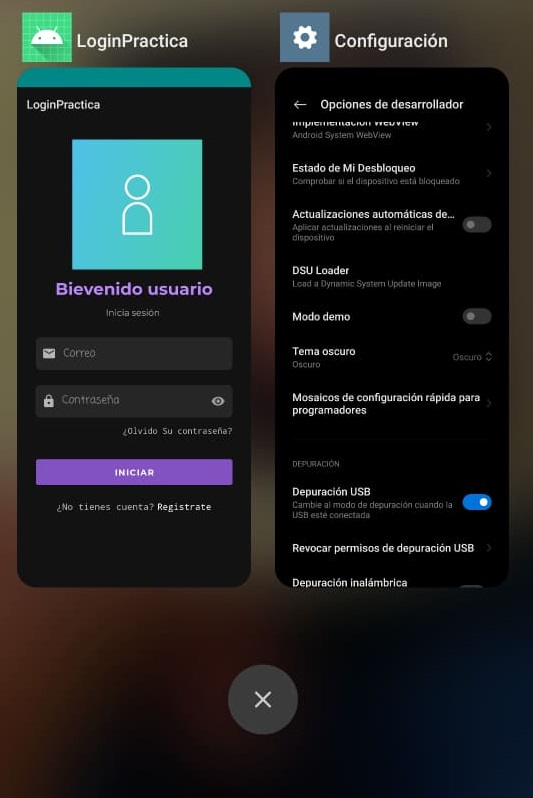 LoginPractica
LoginPractica
Bievenido usuario
Inicia sesión
Correo
Contraseña
¿Olvido Su contraseña?
INICIAR
¿No tienes cuenta? Registrate
Configuración
Opciones de desarrollador
Implementación WebView
Android System WebView
Estado de Mi Desbloqueo
Comprobar si el dispositivo está bloqueado
Actualizaciones automáticas de...
Aplicar actualizaciones al reiniciar el
dispositivo
DSU Loader
Load a Dynamic System Update Image
Modo demo
Tema oscuro
Oscuro
Oscuro
Mosaicos de configuración rápida para
programadores
DEPURACIÓN
Depuración USB
Cambie al modo de depuración cuando la
USB esté conectada
Revocar permisos de depuración USB
Depuración inalámbrica